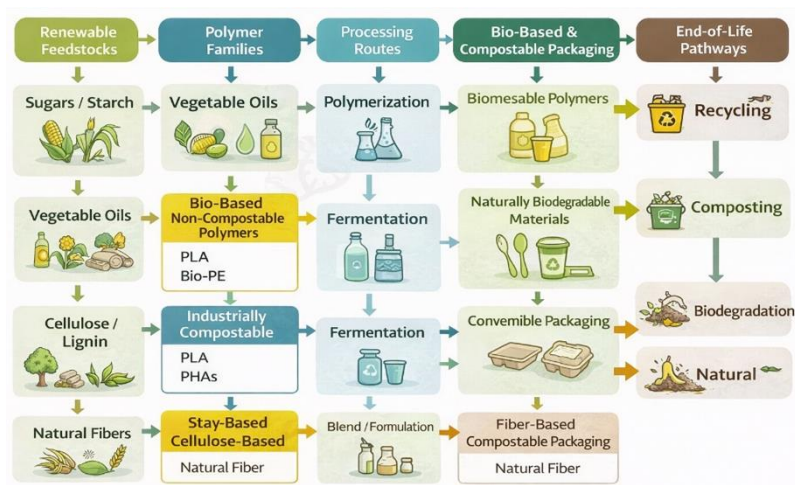 Renewable
Feedstocks
Polymer
Families
Processing
Routes
Bio-Based &
Compostable Packaging
End-of-Life
Pathways
Sugars / Starch
Vegetable Oils
Polymerization
Biomesable Polymers
Recycling
Vegetable Oils
Bio-Based
Non-Compostable
Polymers
PLA
Bio-PE
Fermentation
Naturally Biodegradable
Materials
Composting
Cellulose /
Lignin
Industrially
Compostable
PLA
PHAs
Fermentation
Convemible Packaging
Biodegradation
Natural
Natural Fibers
Stay-Based
Cellulose-Based
Natural Fiber
Blend / Formulation
Fiber-Based
Compostable Packaging
Natural Fiber